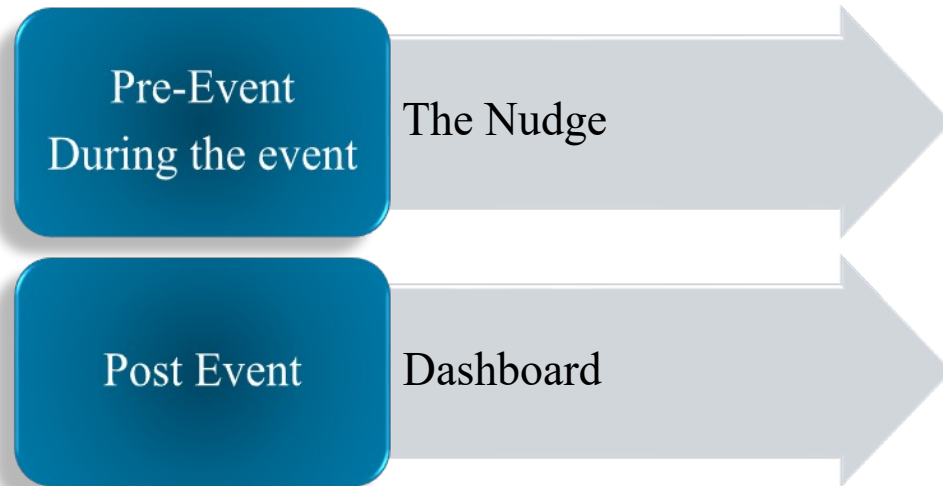 Pre-Event
During the event
The Nudge
Post Event
Dashboard